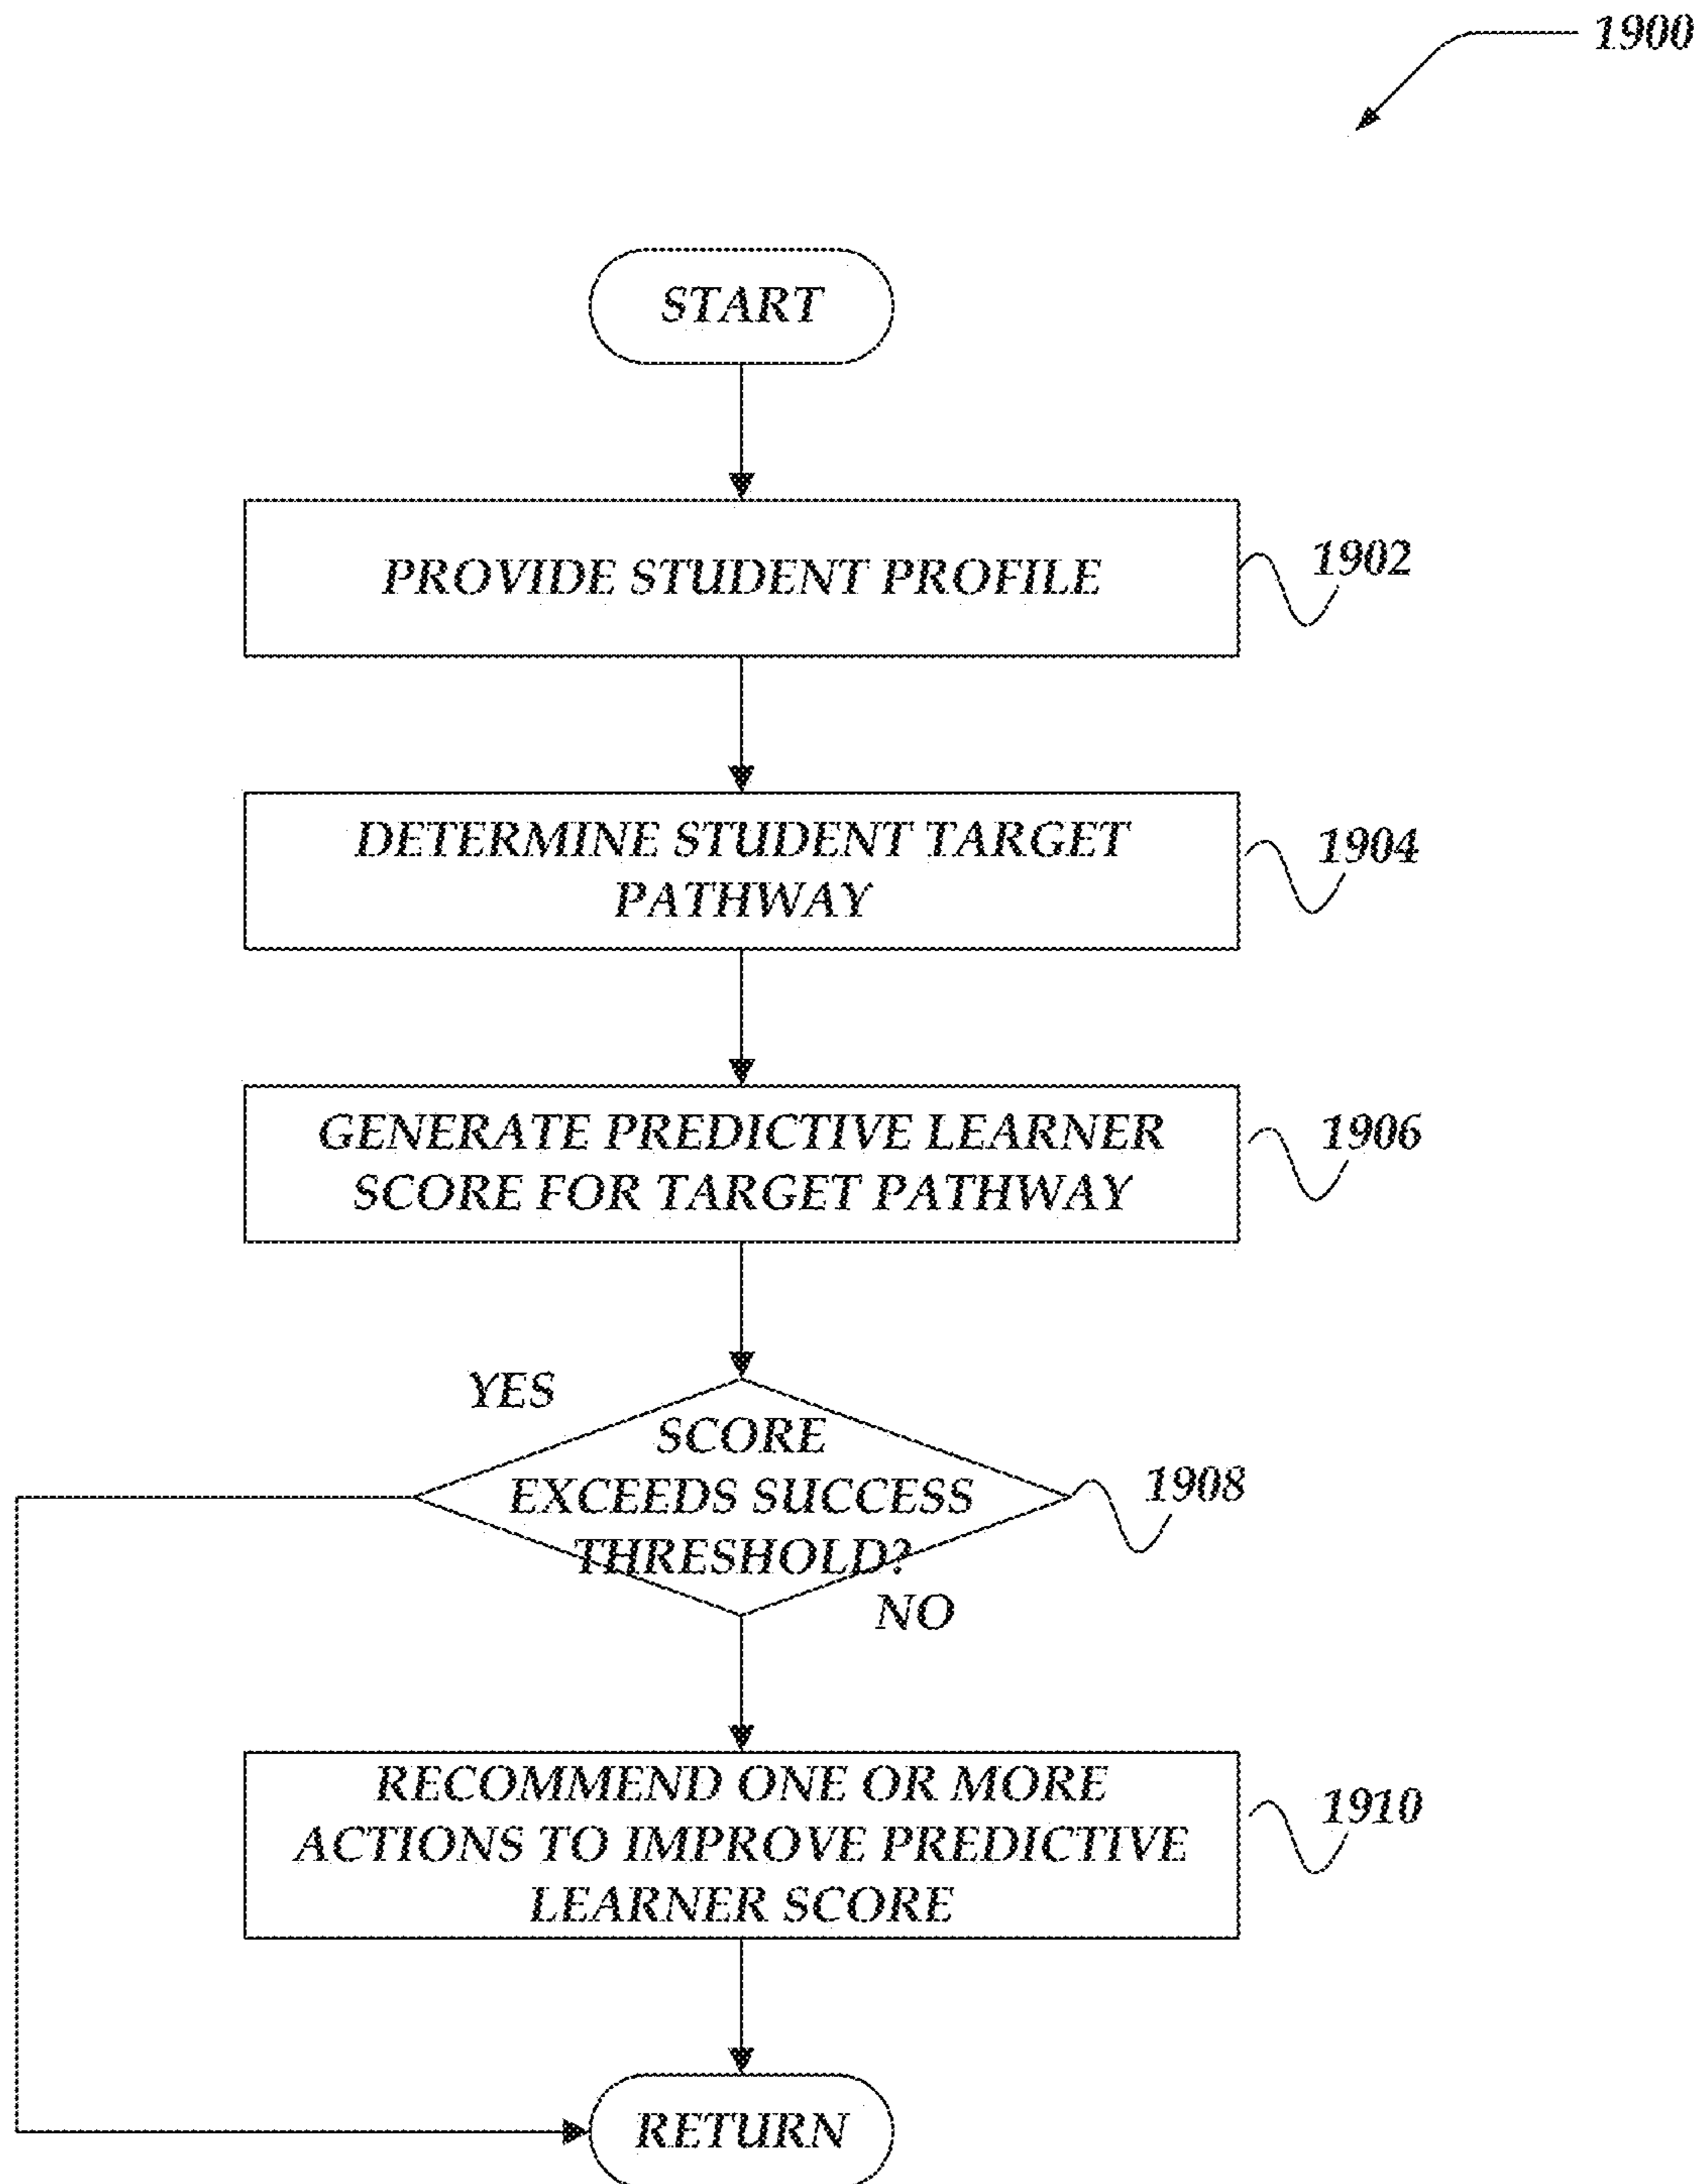 1900
START
PROVIDE STUDENT PROFILE
1902
DETERMINE STUDENT TARGET
PATHWAY
1904
GENERATE PREDICTIVE LEARNER
SCORE FOR TARGET PATHWAY
1906
YES
SCORE
EXCEEDS SUCCESS
THRESHOLD?
1908
NO
RECOMMEND ONE OR MORE
ACTIONS TO IMPROVE PREDICTIVE
LEARNER SCORE
1910
RETURN